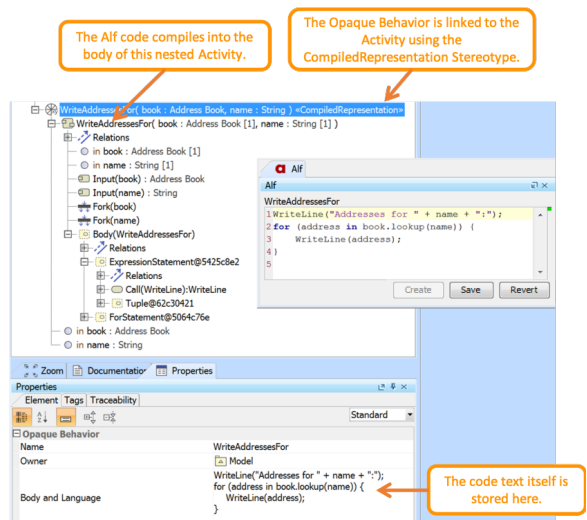 The Alf code compiles into the
body of this nested Activity.
The Opaque Behavior is linked to the
Activity using the
CompiledRepresentation Stereotype.
WriteAddressesFor( book : Address Book, name : String ) «CompiledRepresentation»
WriteAddressesFor( book : Address Book [1], name : String [1] )
Relations
in book : Address Book [1]
in name : String [1]
Input(book) : Address Book
Input(name) : String
Fork(book)
Fork(name)
Body(WriteAddressesFor)
Relations
ExpressionStatement@5425c8e2
Relations
Call(WriteLine):WriteLine
Tuple@62c30421
ForStatement@5064c76e
in book : Address Book
in name : String
Alf
Alf
WriteAddressesFor
1 WriteLine("Addresses for " + name + ":");
2 for (address in book.lookup(name)) {
3 WriteLine(address);
4 }
5
Create Save Revert
Zoom Documentation Properties
Properties
Element Tags Traceability
Standard
Opaque Behavior
Name WriteAddressesFor
Owner Model
Body and Language WriteLine("Addresses for " + name + ":");
for (address in book.lookup(name)) {
WriteLine(address);
}
The code text itself is
stored here.